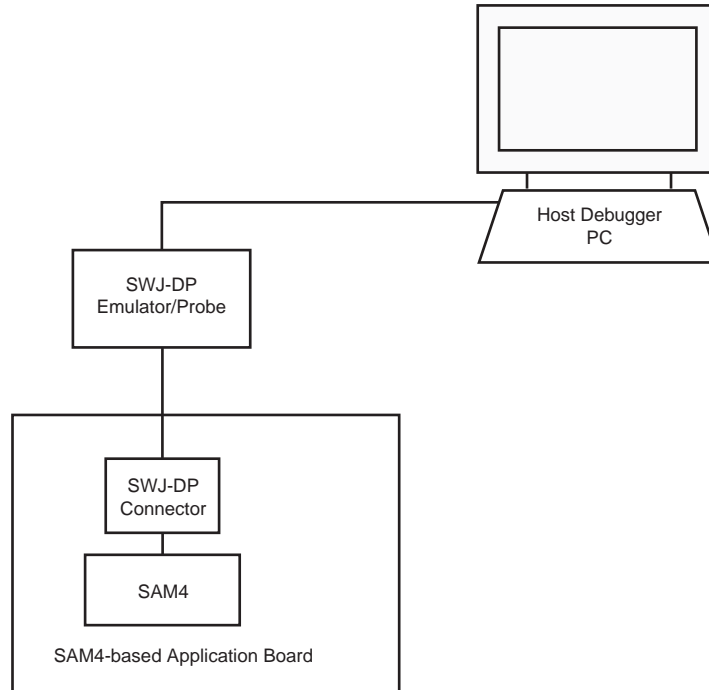 Host Debugger
PC
SWJ-DP
Emulator/Probe
SWJ-DP
Connector
SAM4
SAM4-based Application Board